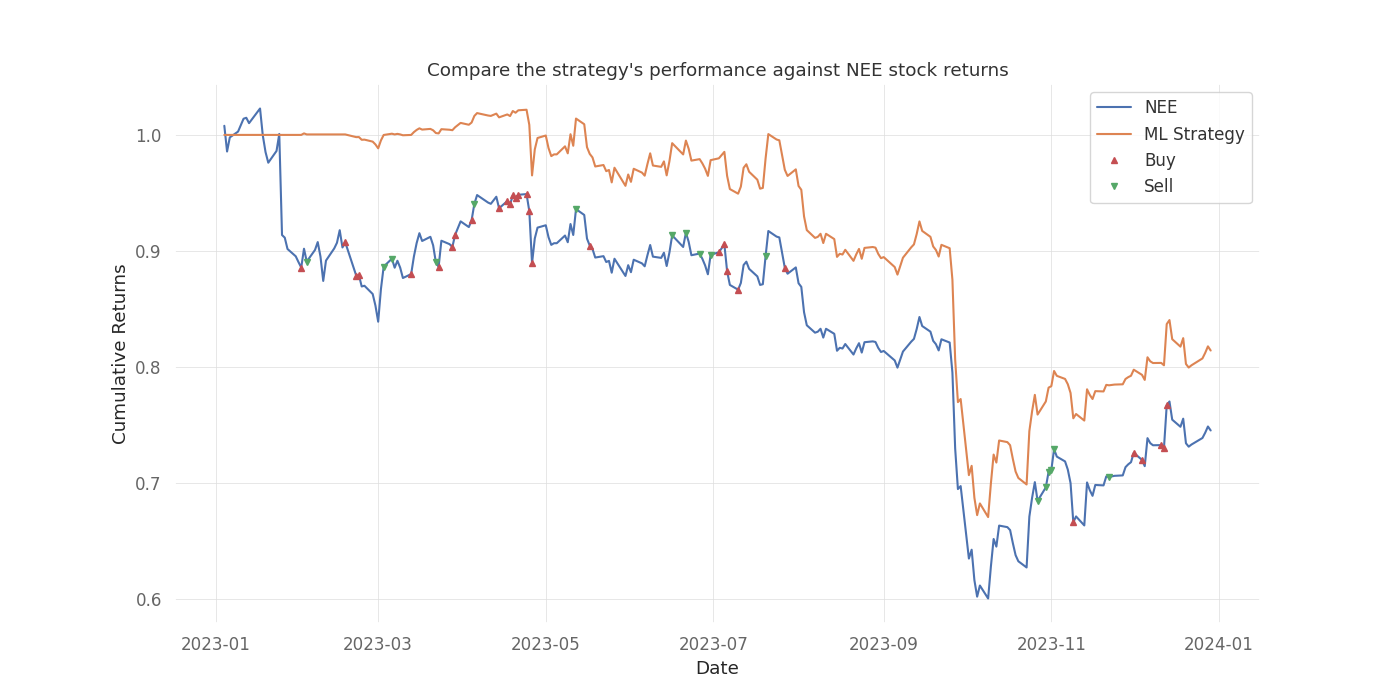 Compare the strategy's performance against NEE stock returns
NEE
ML Strategy
Buy
Sell
Cumulative Returns
1.0
0.9
0.8
0.7
0.6
2023-01
2023-03
2023-05
2023-07
2023-09
2023-11
2024-01
Date